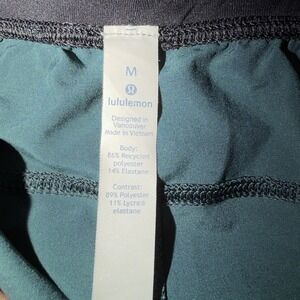 M
lululemon
Designed in
Vancouver
Made in Vietnam
Body:
86% Recycled
polyester
14% Elastane
Contrast:
89% Polyester
11% Lycra®
elastane